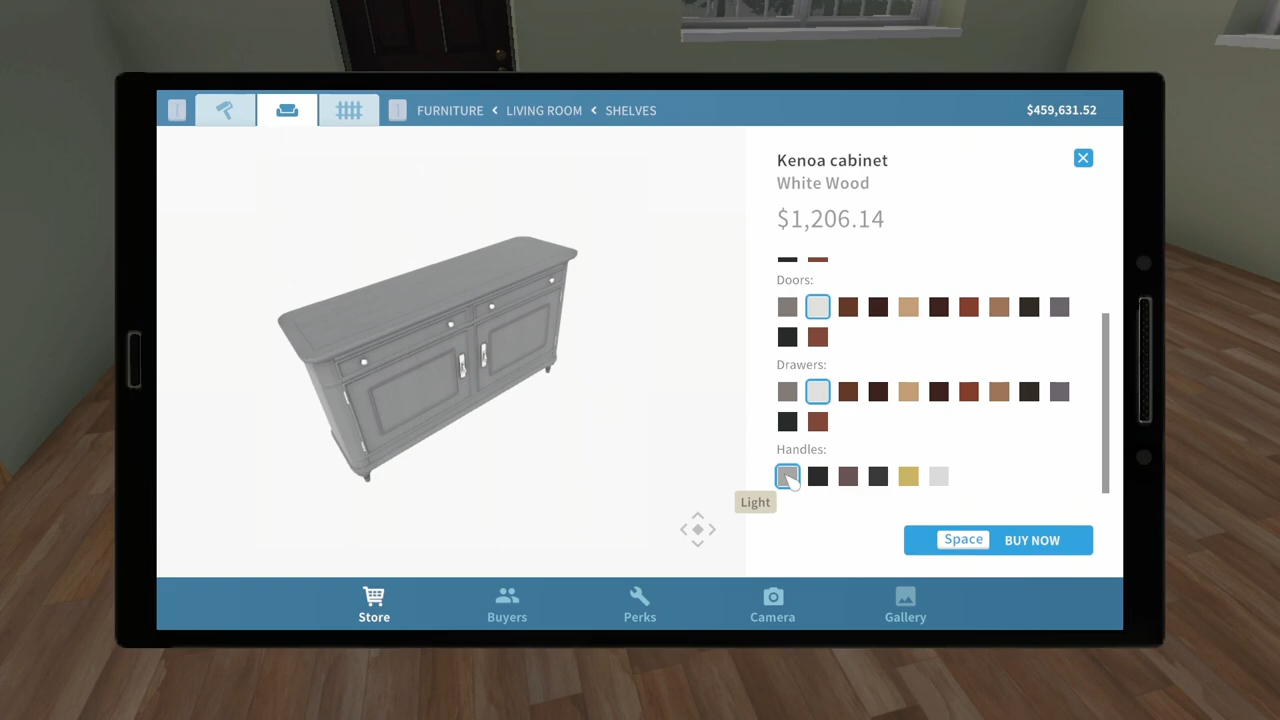 FURNITURE < LIVING ROOM < SHELVES
$459,631.52
Kenoa cabinet
White Wood
$1,206.14
Doors:
Drawers:
Handles:
Light
Space BUY NOW
Store
Buyers
Perks
Camera
Gallery